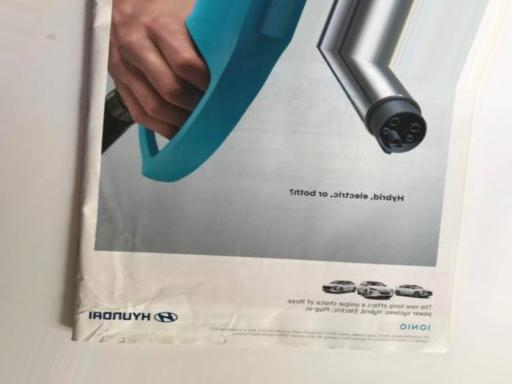 Hybrid, electric, or both?
The new Ioniq offers a unique choice of three
power systems: Hybrid, Electric, Plug-in.
IONIQ
HYUNDAI